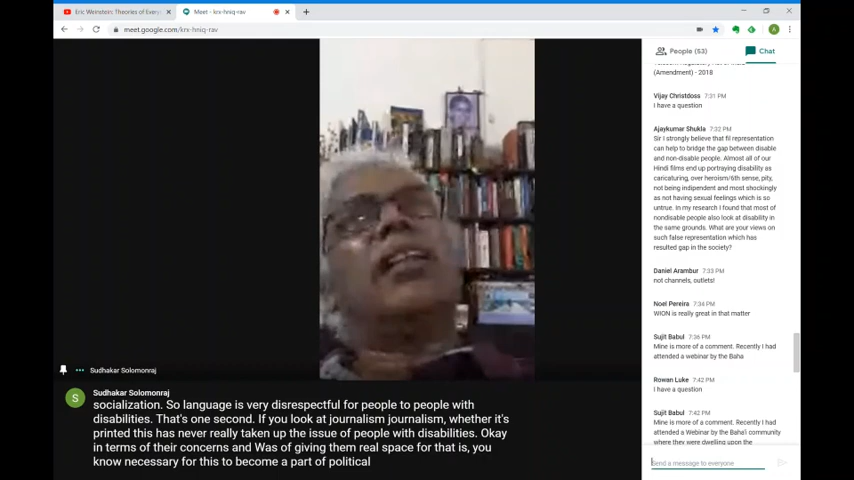 Eric Weinstein: Theories of Every
Meet - krv-hniq-rav
meet.google.com/krv-hniq-rav
People (53)
Chat
(Amendment) - 2018
Vijay Christdoss 7:31 PM
I have a question
Ajaykumar Shukla 7:32 PM
Sir I strongly believe that fil representation
can help to bridge the gap between disable
and non-disable people. Almost all of our
Hindi films end up portraying disability as
caricaturing, over heroism/6th sense, pity,
not being independent and most shockingly
as not having sexual feelings which is so
untrue. In my research I found that most of
nondisable people also look at disability in
the same grounds. What are your views on
such false representation which has
resulted gap in the society?
Daniel Arambur 7:33 PM
not channels, outlets!
Noel Pereira 7:34 PM
WION is really great in that matter
Sujit Babul 7:36 PM
Mine is more of a comment. Recently I had
attended a webinar by the Baha
Rowan Luke 7:42 PM
I have a question
Sujit Babul 7:42 PM
Mine is more of a comment. Recently I had
attended a Webinar by the Baha'i community
where they were dwelling upon the
Send a message to everyone
Sudhakar Solomonraj
S
Sudhakar Solomonraj
socialization. So language is very disrespectful for people to people with
disabilities. That's one second. If you look at journalism journalism, whether it's
printed this has never really taken up the issue of people with disabilities. Okay
in terms of their concerns and Was of giving them real space for that is, you
know necessary for this to become a part of political